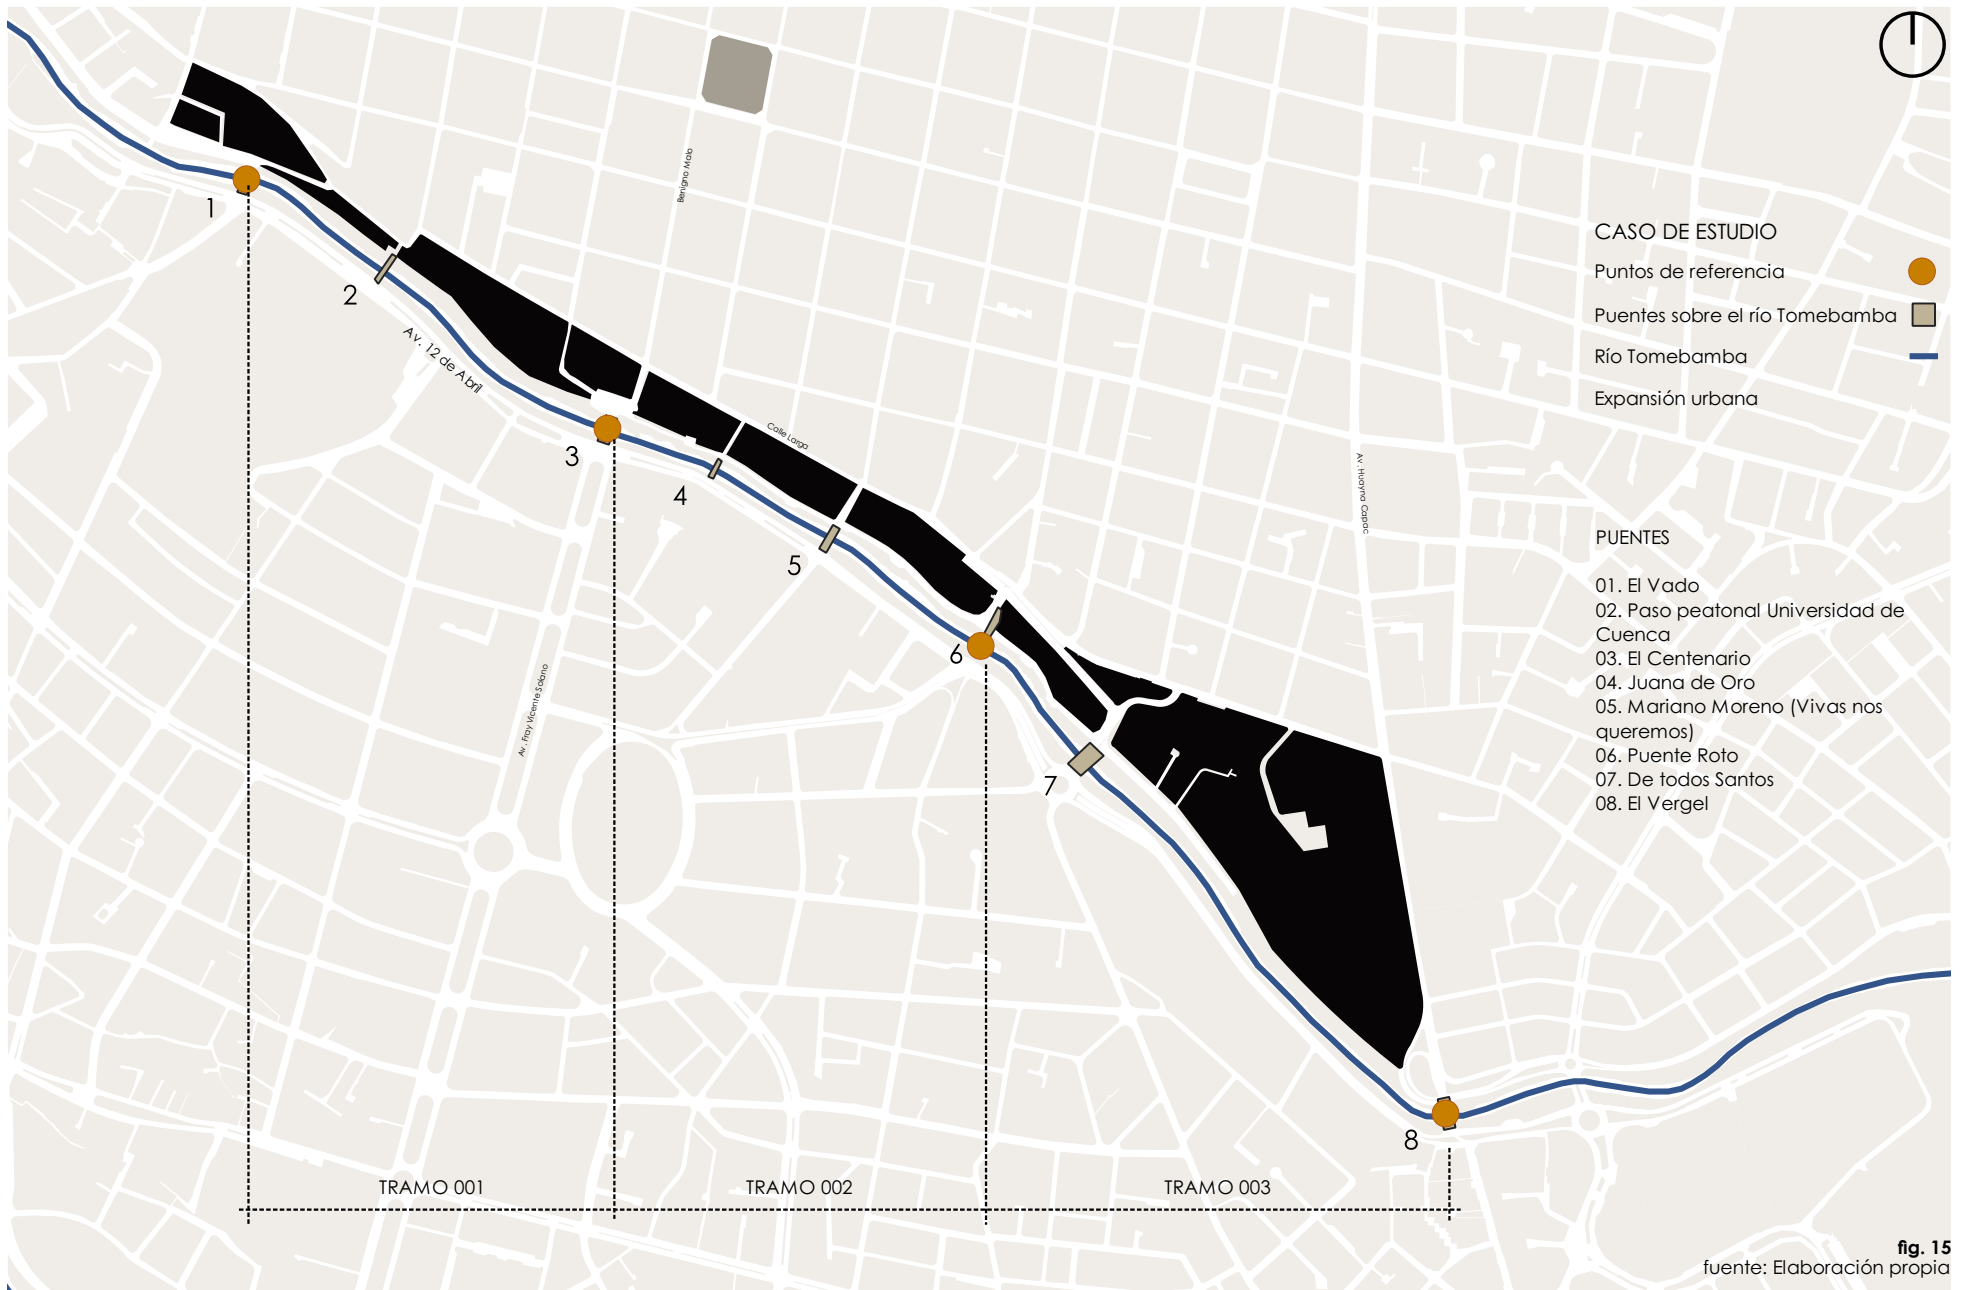 Benigno Malo
1
2
Av. 12 de Abril
3
4
Calle Larga
5
6
Av. Huayna Capac
Av. Fray Vicente Solano
7
8
TRAMO 001
TRAMO 002
TRAMO 003
CASO DE ESTUDIO
Puntos de referencia
Puentes sobre el río Tomebamba
Río Tomebamba
Expansión urbana
PUENTES
01. El Vado
02. Paso peatonal Universidad de
Cuenca
03. El Centenario
04. Juana de Oro
05. Mariano Moreno (Vivas nos
queremos)
06. Puente Roto
07. De todos Santos
08. El Vergel
fig. 15
fuente: Elaboración propia